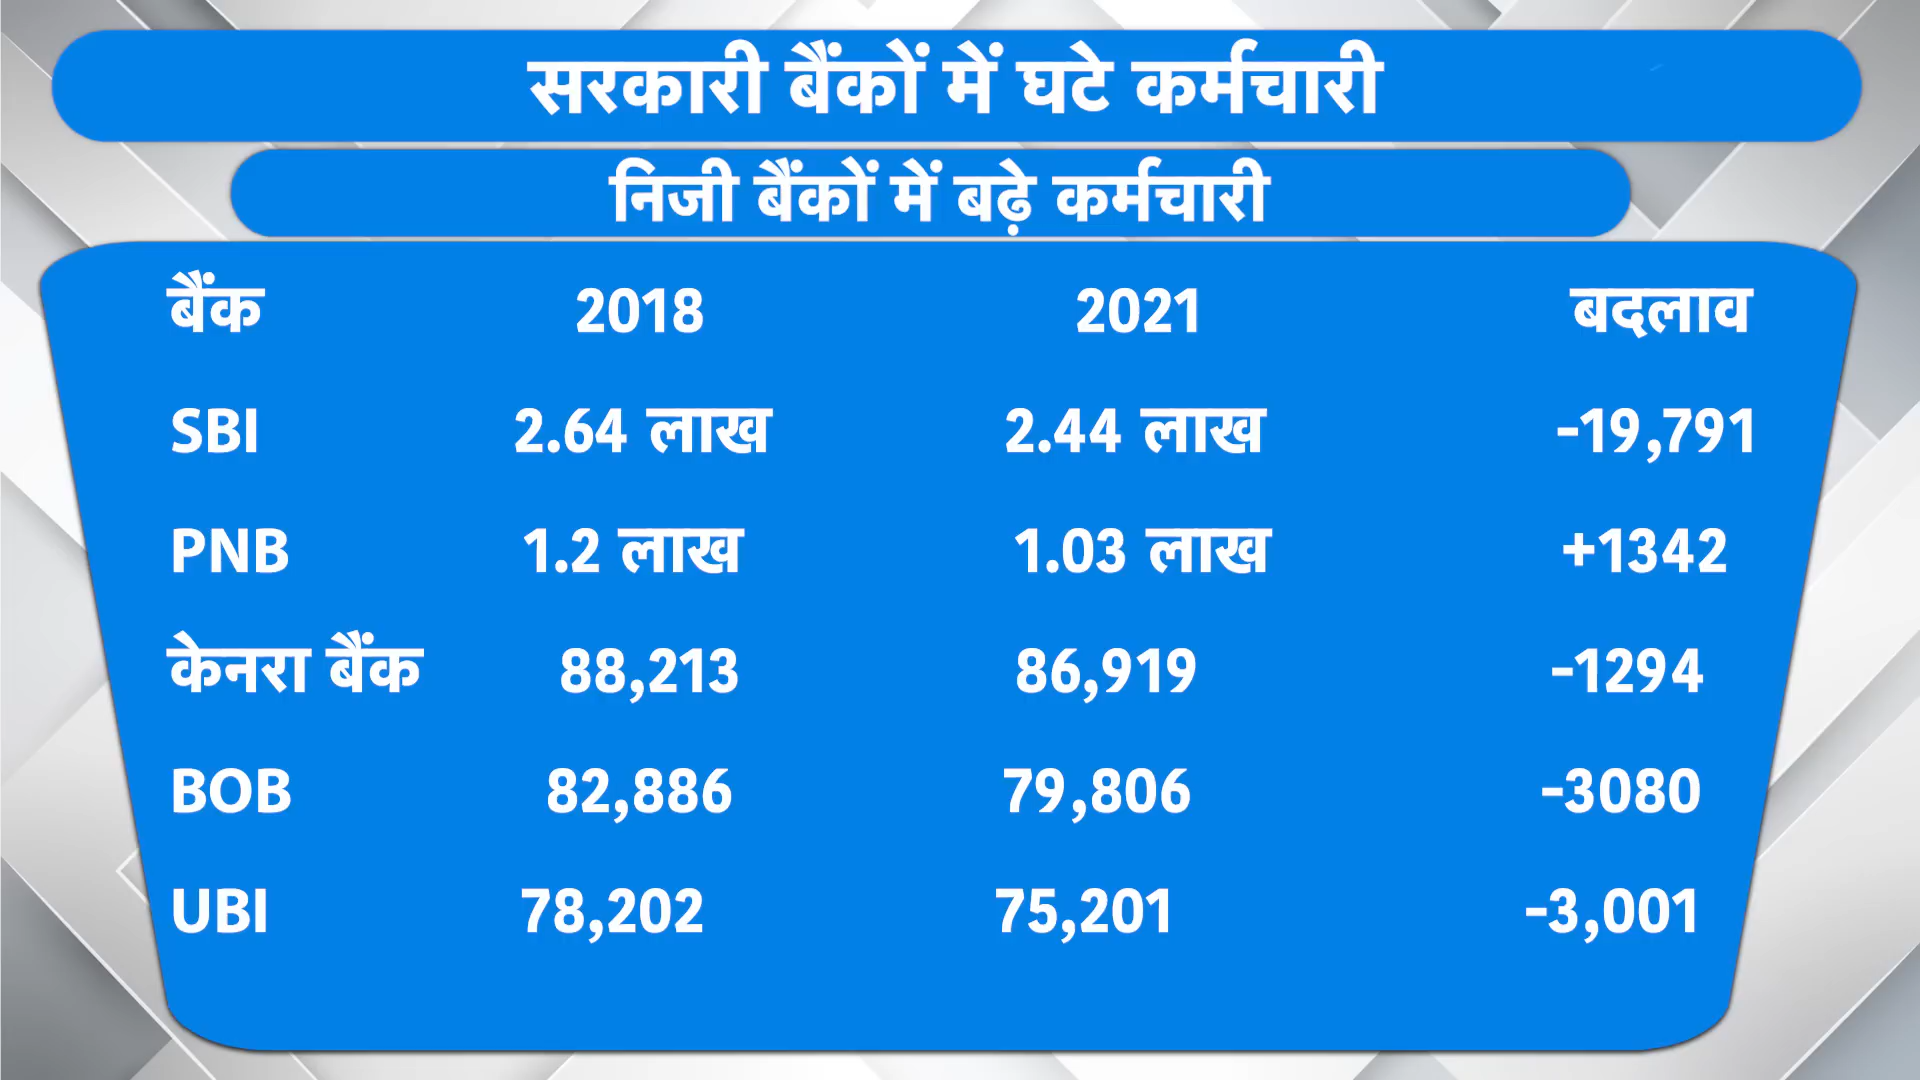 सरकारी बैंकों में घटे कर्मचारी
निजी बैंकों में बढ़े कर्मचारी
बैंक 2018 2021 बदलाव
SBI 2.64 लाख 2.44 लाख -19,791
PNB 1.2 लाख 1.03 लाख +1342
केनरा बैंक 88,213 86,919 -1294
BOB 82,886 79,806 -3080
UBI 78,202 75,201 -3,001